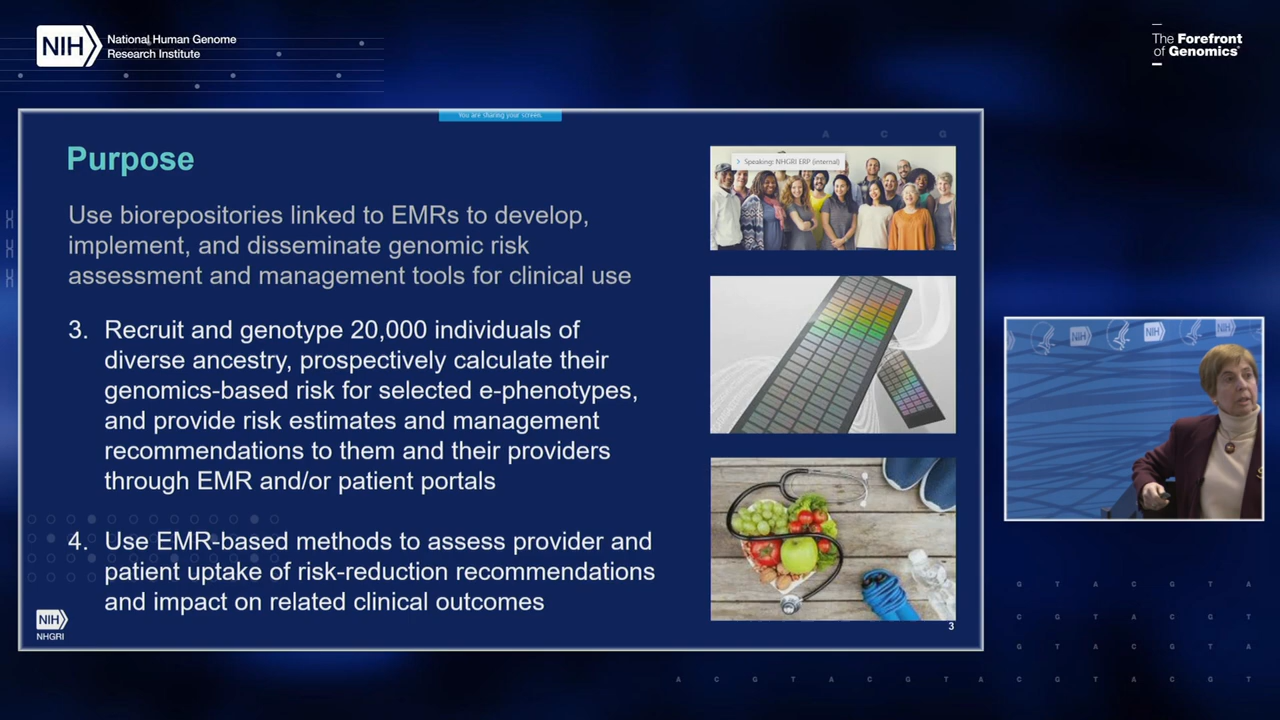 NIH
National Human Genome
Research Institute
The Forefront
of Genomics®
You are sharing your screen.
A C G
Purpose
Speaking: NHGRI ERP (internal)
Use biorepositories linked to EMRs to develop,
implement, and disseminate genomic risk
assessment and management tools for clinical use
3. Recruit and genotype 20,000 individuals of
diverse ancestry, prospectively calculate their
genomics-based risk for selected e-phenotypes,
and provide risk estimates and management
recommendations to them and their providers
through EMR and/or patient portals
4. Use EMR-based methods to assess provider and
patient uptake of risk-reduction recommendations
and impact on related clinical outcomes
NIH
NHGRI
3
NIH
NIH
NIH
G T A C G T A
C G T A C G T
G T A C G T A
A C G T A C G T A C G T A C G T